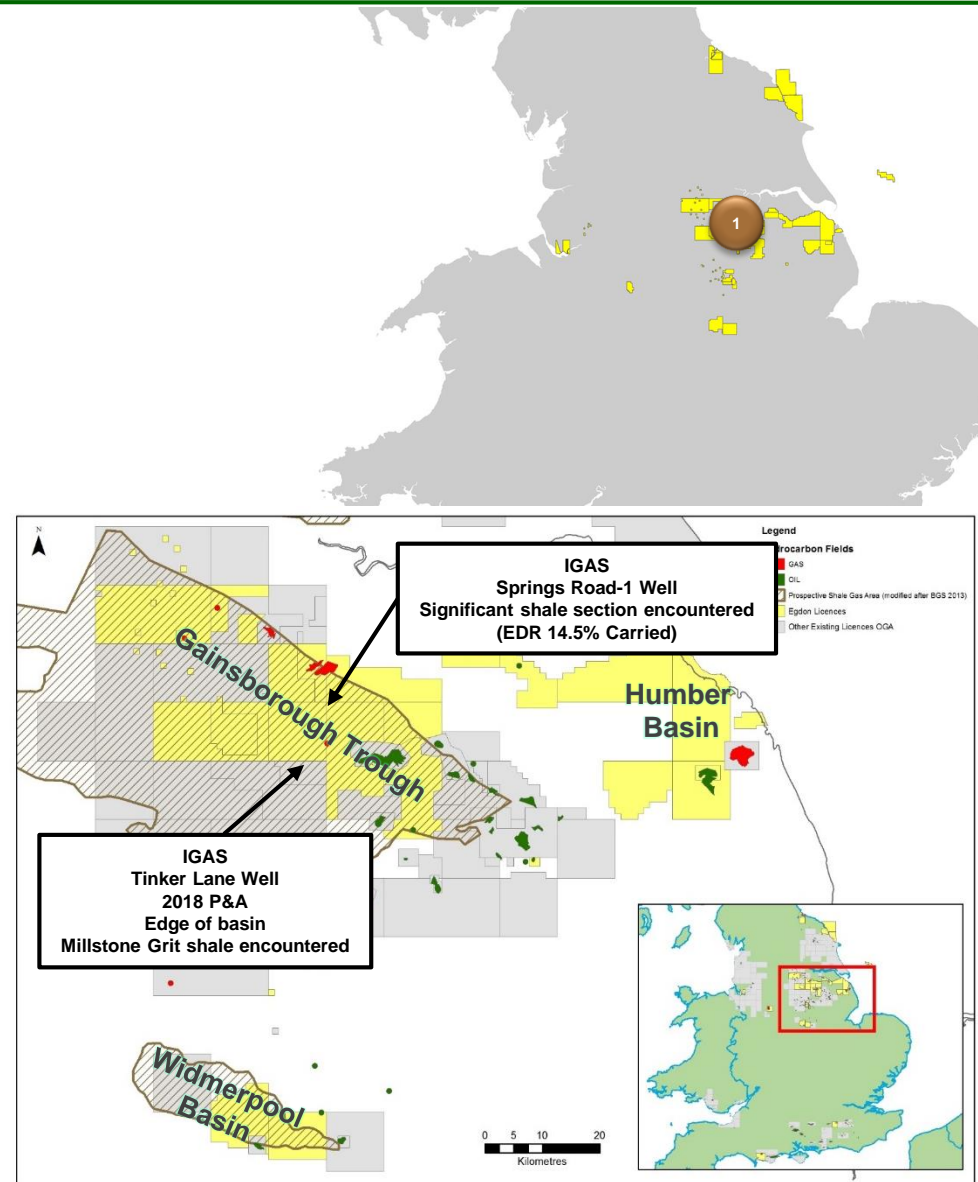 1
N
Legend
rocarbon Fields
GAS
OIL
Prospective Shale Gas Area (modified after BGS 2013)
Egdon Licences
Other Existing Licences OGA
IGAS
Springs Road-1 Well
Significant shale section encountered
(EDR 14.5% Carried)
Gainsborough Trough
Humber
Basin
IGAS
Tinker Lane Well
2018 P&A
Edge of basin
Millstone Grit shale encountered
Widmerpool
Basin
0 5 10 20
Kilometres